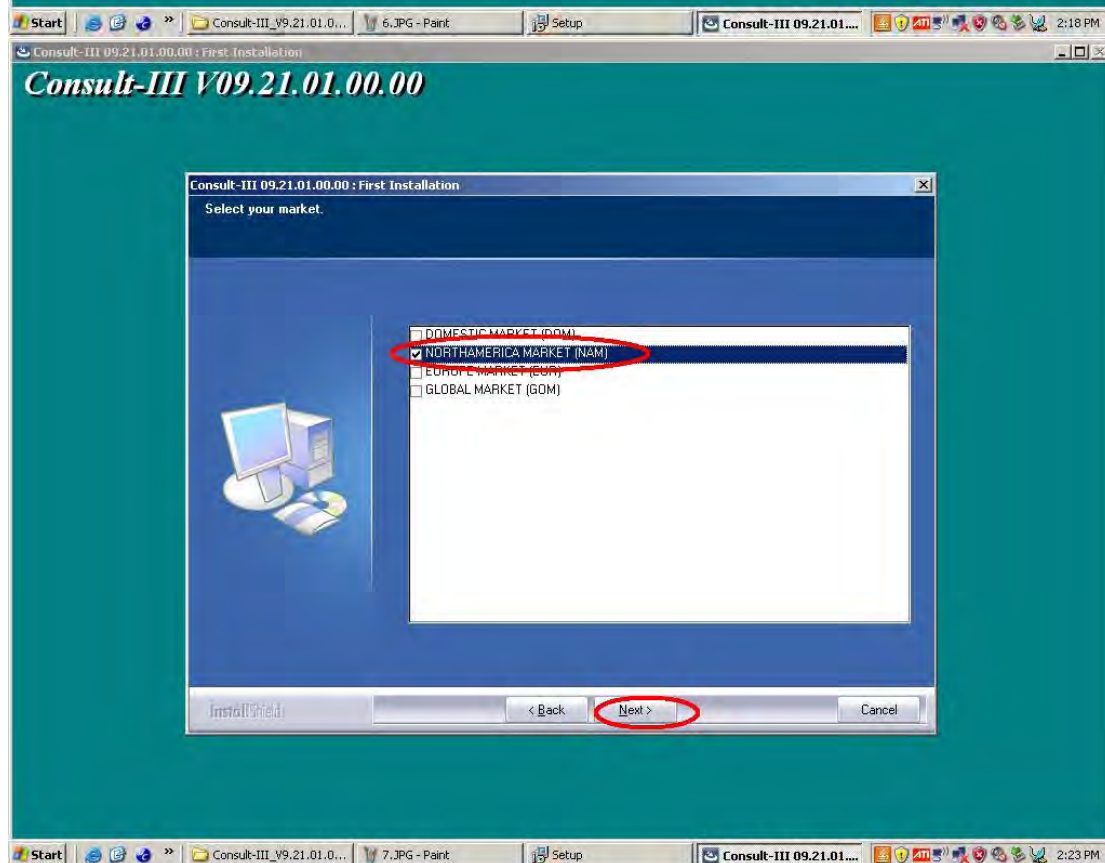 Start
»
Consult-III_V9.21.01.0...
6.JPG - Paint
Setup
Consult-III 09.21.01....
ATI
2:18 PM
Consult-III 09.21.01.00.00 : First Installation
Consult-III V09.21.01.00.00
Consult-III 09.21.01.00.00 : First Installation
Select your market.
DOMESTIC MARKET (DOM)
NORTHAMERICA MARKET (NAM)
EUROPE MARKET (EUR)
GLOBAL MARKET (GOM)
InstallShield
< Back
Next >
Cancel
Start
»
Consult-III_V9.21.01.0...
7.JPG - Paint
Setup
Consult-III 09.21.01....
ATI
2:23 PM